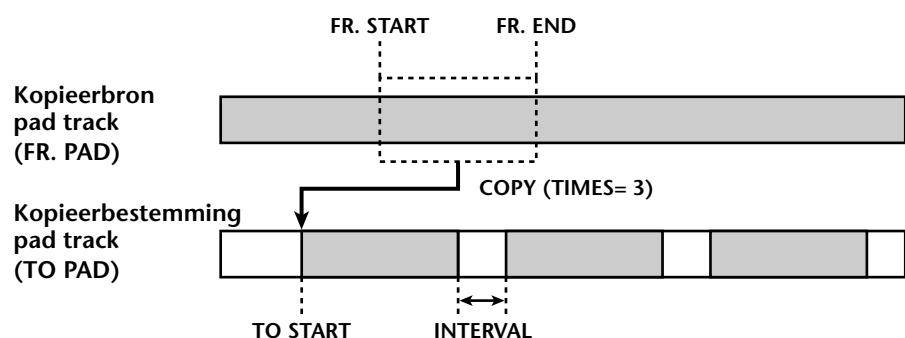 FR. START FR. END
Kopieerbron
pad track
(FR. PAD)
COPY (TIMES= 3)
Kopieerbestemming
pad track
(TO PAD)
TO START INTERVAL